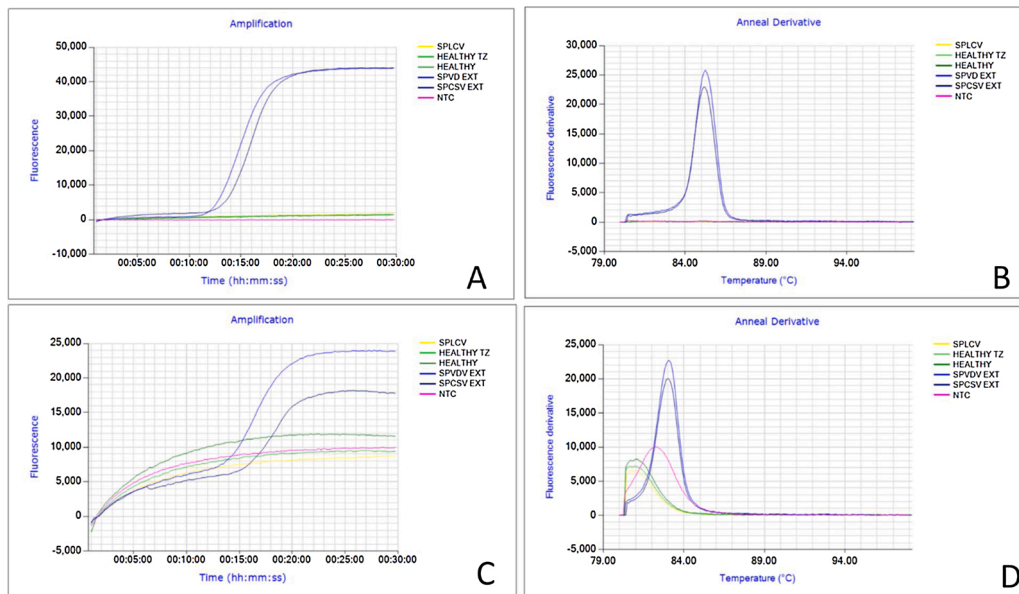 Amplification
50,000
40,000
30,000
20,000
10,000
0
-10,000
Fluorescence
00:05:00 00:10:00 00:15:00 00:20:00 00:25:00 00:30:00
Time (hh:mm:ss)
SPLCV
HEALTHY TZ
HEALTHY
SPVD EXT
SPCSV EXT
NTC
A
Anneal Derivative
30,000
25,000
20,000
15,000
10,000
5,000
0
-5,000
Fluorescence derivative
79.00 84.00 89.00 94.00
Temperature (°C)
SPLCV
HEALTHY TZ
HEALTHY
SPVD EXT
SPCSV EXT
NTC
B
Amplification
25,000
20,000
15,000
10,000
5,000
0
-5,000
Fluorescence
00:05:00 00:10:00 00:15:00 00:20:00 00:25:00 00:30:00
Time (hh:mm:ss)
SPLCV
HEALTHY TZ
HEALTHY
SPVDV EXT
SPCSV EXT
NTC
C
Anneal Derivative
25,000
20,000
15,000
10,000
5,000
0
-5,000
Fluorescence derivative
79.00 84.00 89.00 94.00
Temperature (°C)
SPLCV
HEALTHY TZ
HEALTHY
SPVDV EXT
SPCSV EXT
NTC
D